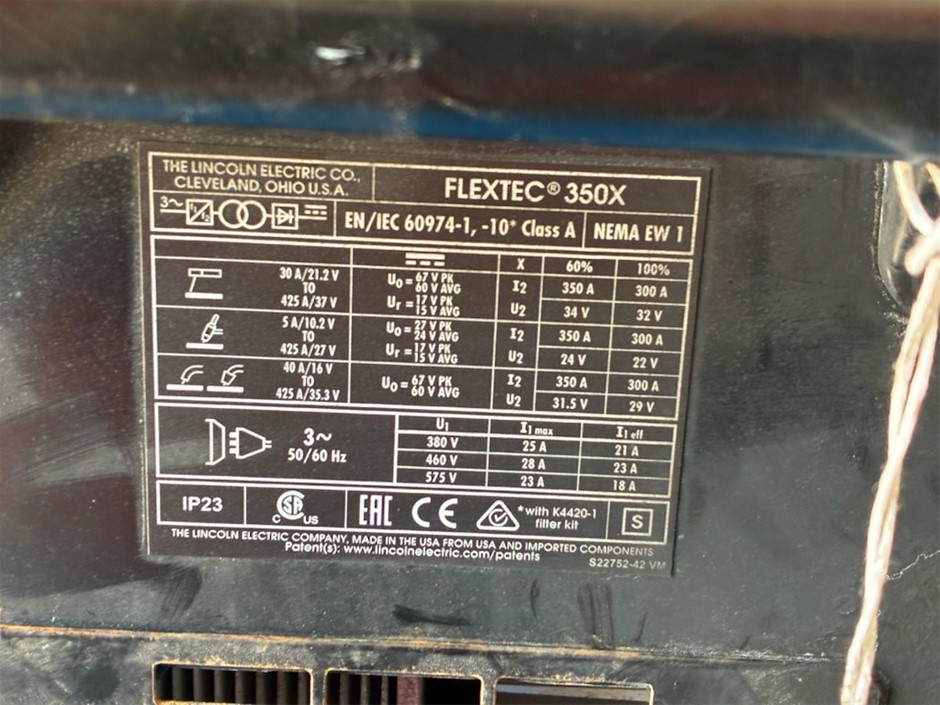 THE LINCOLN ELECTRIC CO.,
CLEVELAND, OHIO U.S.A.
FLEXTEC® 350X
3~ f1 f2
EN/IEC 60974-1, -10* Class A
NEMA EW 1
X 60% 100%
30 A/21.2 V
TO
425 A/37 V
U0 = 67 V PK
60 V AVG
Ur = 17 V PK
15 V AVG
I2 350 A 300 A
U2 34 V 32 V
5 A/10.2 V
TO
425 A/27 V
U0 = 27 V PK
24 V AVG
Ur = 17 V PK
15 V AVG
I2 350 A 300 A
U2 24 V 22 V
40 A/16 V
TO
425 A/35.3 V
U0 = 67 V PK
60 V AVG
I2 350 A 300 A
U2 31.5 V 29 V
3~
50/60 Hz
U1 I1 max I1 eff
380 V 25 A 21 A
460 V 28 A 23 A
575 V 23 A 18 A
IP23
C SA US
EAC CE
*with K4420-1
filter kit
S
THE LINCOLN ELECTRIC COMPANY, MADE IN THE USA FROM USA AND IMPORTED COMPONENTS
Patent(s): www.lincolnelectric.com/patents
S22752-42 VM